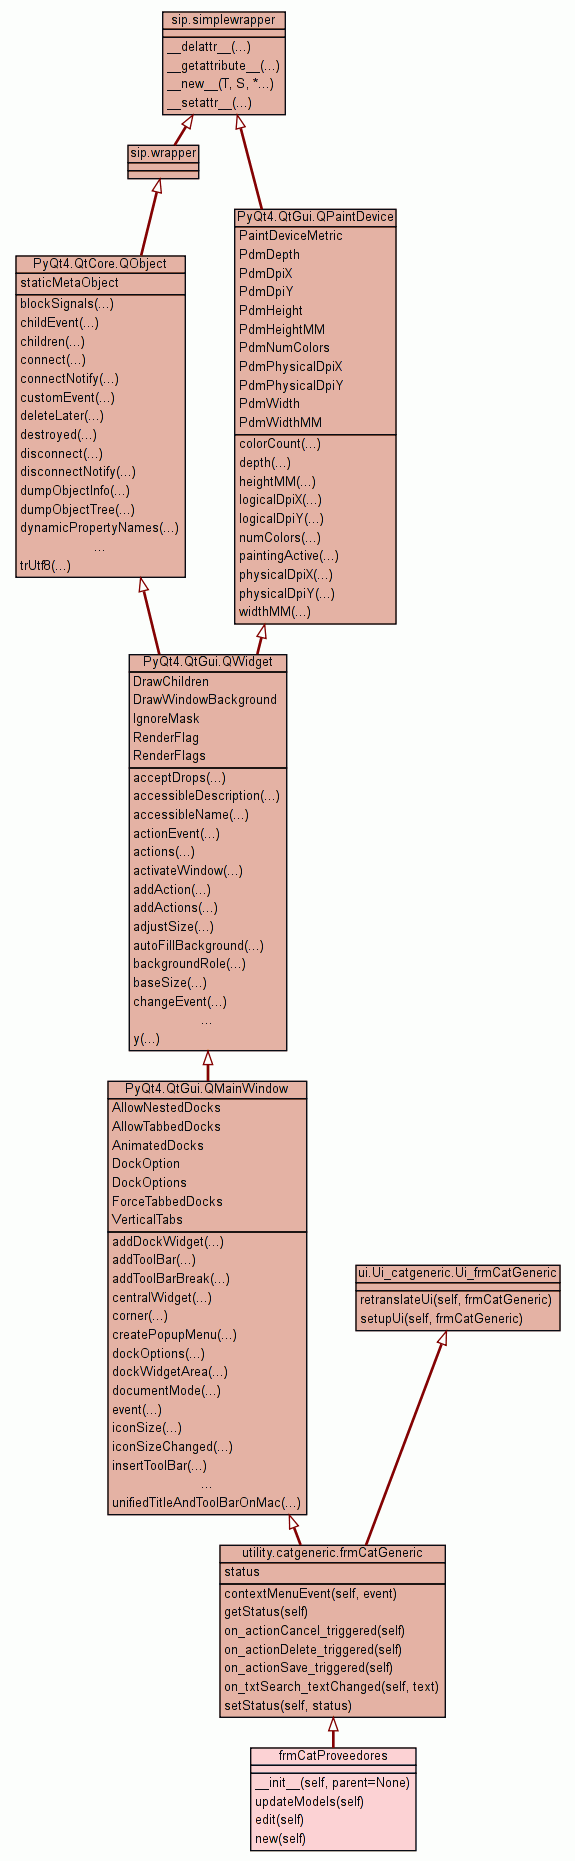 sip.simplewrapper
__delattr__(...)
__getattribute__(...)
__new__(T, S, *...)
__setattr__(...)
sip.wrapper
PyQt4.QtGui.QPaintDevice
PaintDeviceMetric
PdmDepth
PdmDpiX
PdmDpiY
PdmHeight
PdmHeightMM
PdmNumColors
PdmPhysicalDpiX
PdmPhysicalDpiY
PdmWidth
PdmWidthMM
colorCount(...)
depth(...)
heightMM(...)
logicalDpiX(...)
logicalDpiY(...)
numColors(...)
paintingActive(...)
physicalDpiX(...)
physicalDpiY(...)
widthMM(...)
PyQt4.QtCore.QObject
staticMetaObject
blockSignals(...)
childEvent(...)
children(...)
connect(...)
connectNotify(...)
customEvent(...)
deleteLater(...)
destroyed(...)
disconnect(...)
disconnectNotify(...)
dumpObjectInfo(...)
dumpObjectTree(...)
dynamicPropertyNames(...)
...
trUtf8(...)
PyQt4.QtGui.QWidget
DrawChildren
DrawWindowBackground
IgnoreMask
RenderFlag
RenderFlags
acceptDrops(...)
accessibleDescription(...)
accessibleName(...)
actionEvent(...)
actions(...)
activateWindow(...)
addAction(...)
addActions(...)
adjustSize(...)
autoFillBackground(...)
backgroundRole(...)
baseSize(...)
changeEvent(...)
...
y(...)
PyQt4.QtGui.QMainWindow
AllowNestedDocks
AllowTabbedDocks
AnimatedDocks
DockOption
DockOptions
ForceTabbedDocks
VerticalTabs
addDockWidget(...)
addToolBar(...)
addToolBarBreak(...)
centralWidget(...)
corner(...)
createPopupMenu(...)
dockOptions(...)
dockWidgetArea(...)
documentMode(...)
event(...)
iconSize(...)
iconSizeChanged(...)
insertToolBar(...)
...
unifiedTitleAndToolBarOnMac(...)
ui.Ui_catgeneric.Ui_frmCatGeneric
retranslateUi(self, frmCatGeneric)
setupUi(self, frmCatGeneric)
utility.catgeneric.frmCatGeneric
status
contextMenuEvent(self, event)
getStatus(self)
on_actionCancel_triggered(self)
on_actionDelete_triggered(self)
on_actionSave_triggered(self)
on_txtSearch_textChanged(self, text)
setStatus(self, status)
frmCatProveedores
__init__(self, parent=None)
updateModels(self)
edit(self)
new(self)